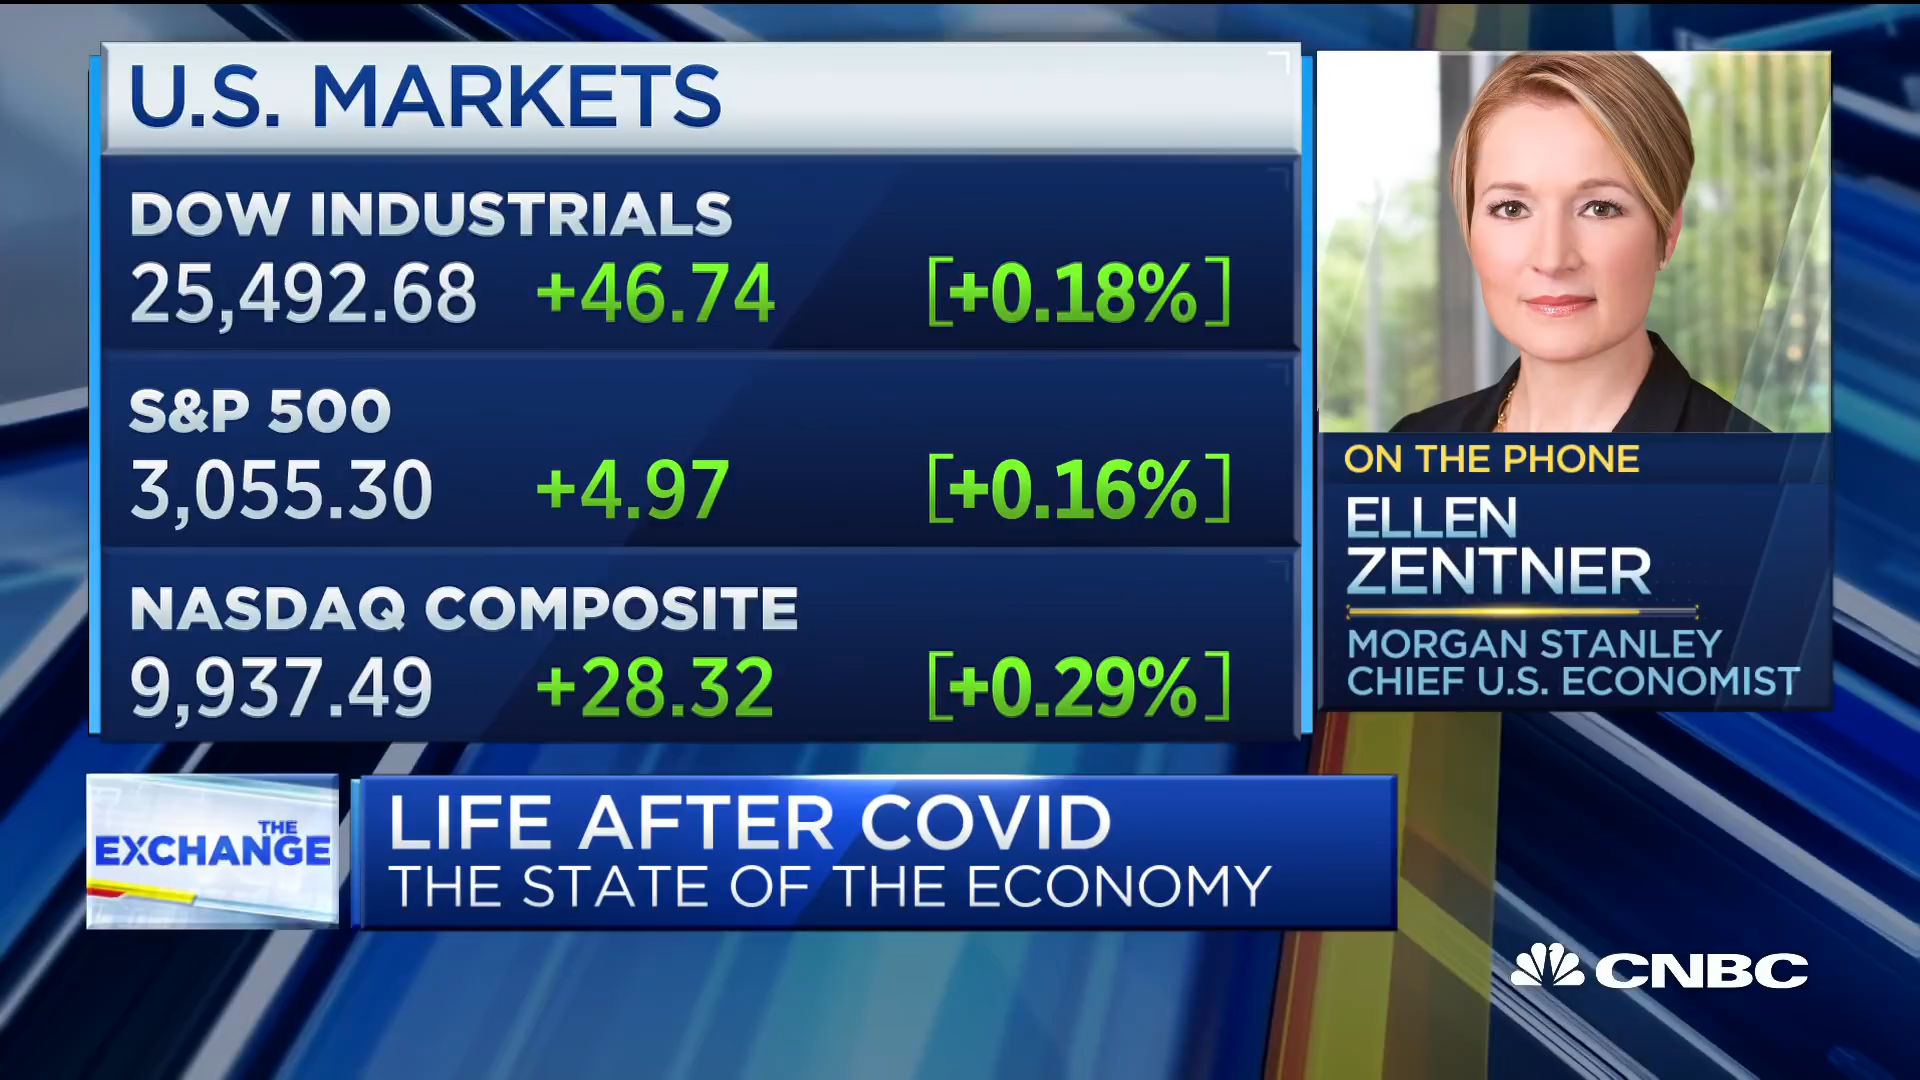 U.S. MARKETS
DOW INDUSTRIALS
25,492.68 +46.74 [+0.18%]
S&P 500
3,055.30 +4.97 [+0.16%]
NASDAQ COMPOSITE
9,937.49 +28.32 [+0.29%]
ON THE PHONE
ELLEN
ZENTNER
MORGAN STANLEY
CHIEF U.S. ECONOMIST
THE
EXCHANGE
LIFE AFTER COVID
THE STATE OF THE ECONOMY
CNBC